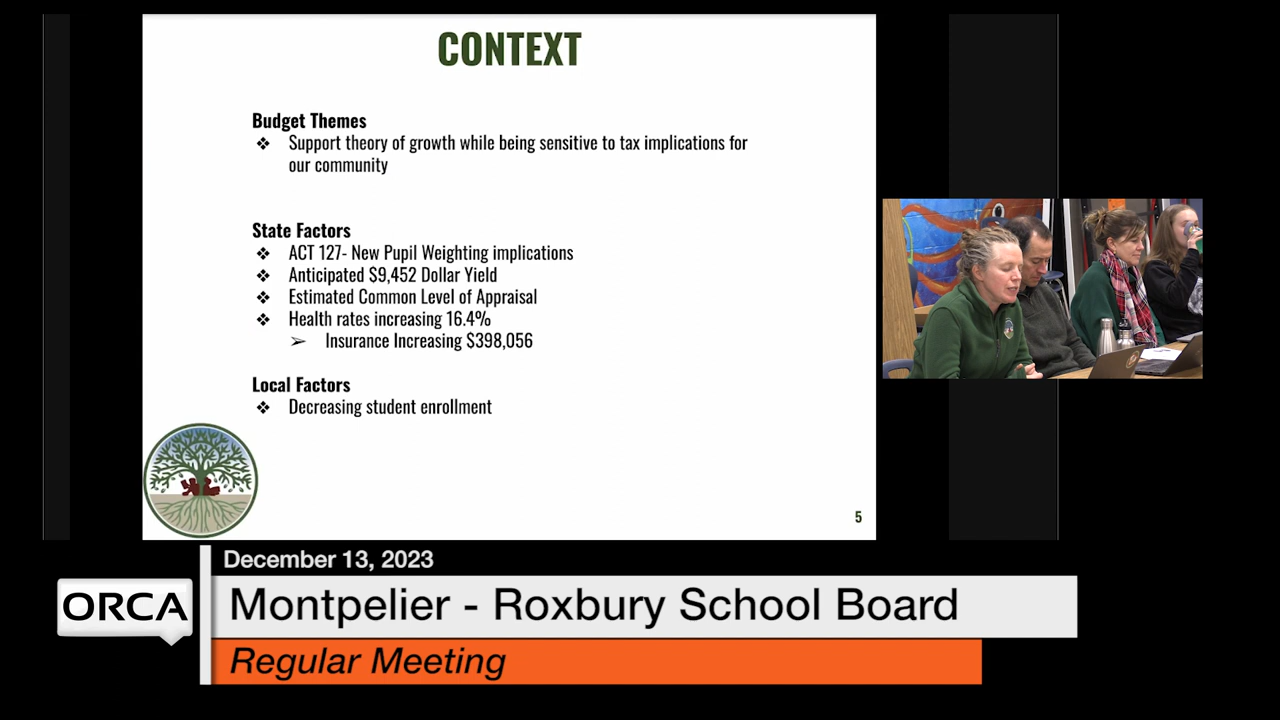 CONTEXT
Budget Themes
❖ Support theory of growth while being sensitive to tax implications for
our community
State Factors
❖ ACT 127- New Pupil Weighting implications
❖ Anticipated $9,452 Dollar Yield
❖ Estimated Common Level of Appraisal
❖ Health rates increasing 16.4%
➢ Insurance Increasing $398,056
Local Factors
❖ Decreasing student enrollment
5
December 13, 2023
ORCA
Montpelier - Roxbury School Board
Regular Meeting